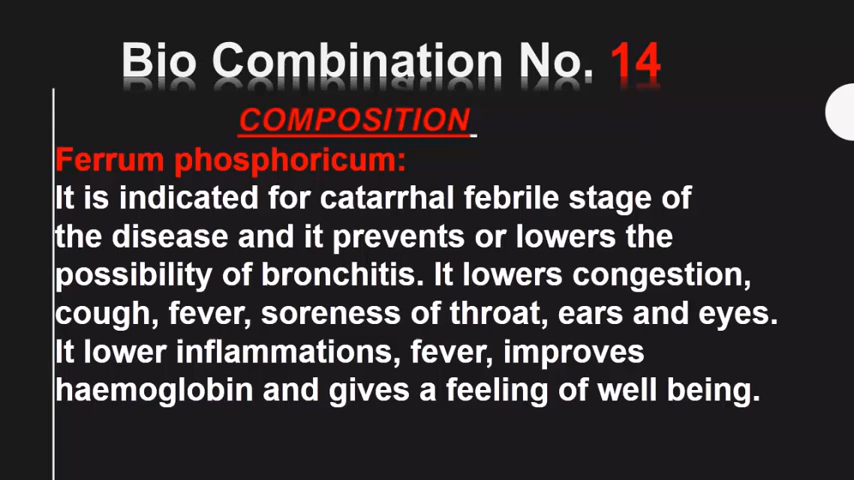 Bio Combination No. 14
COMPOSITION
Ferrum phosphoricum:
It is indicated for catarrhal febrile stage of
the disease and it prevents or lowers the
possibility of bronchitis. It lowers congestion,
cough, fever, soreness of throat, ears and eyes.
It lower inflammations, fever, improves
haemoglobin and gives a feeling of well being.